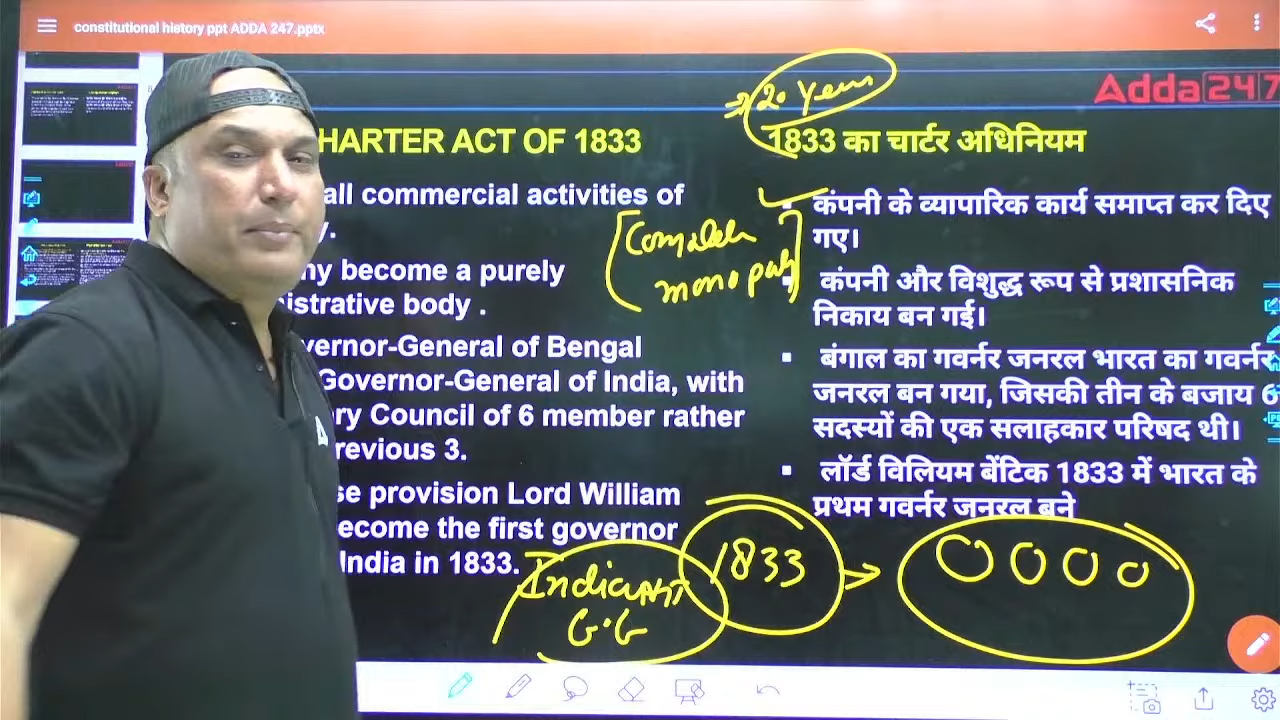 constitutional history ppt ADDA 247.pptx
Adda247
20 Years
HARTER ACT OF 1833
all commercial activities of
y.
ny become a purely
nistrative body .
vernor-General of Bengal
Governor-General of India, with
ry Council of 6 member rather
revious 3.
se provision Lord William
ecome the first governor
India in 1833.
1833 का चार्टर अधिनियम
कंपनी के व्यापारिक कार्य समाप्त कर दिए
गए।
कंपनी और विशुद्ध रूप से प्रशासनिक
निकाय बन गई।
बंगाल का गवर्नर जनरल भारत का गवर्नर
जनरल बन गया, जिसकी तीन के बजाय 6
सदस्यों की एक सलाहकार परिषद थी।
लॉर्ड विलियम बेंटिक 1833 में भारत के
प्रथम गवर्नर जनरल बने
1833
G.G